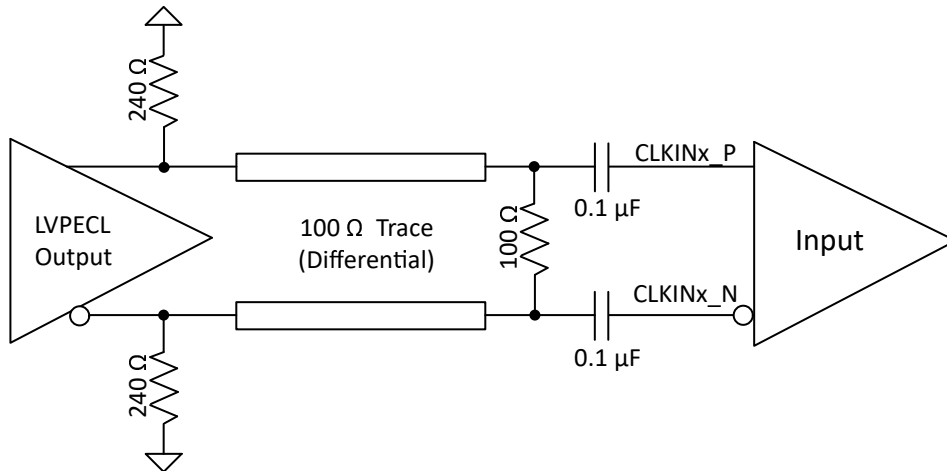 240 Ω
CLKINx_P
0.1 µF
LVPECL
Output
100 Ω Trace
(Differential)
100 Ω
Input
CLKINx_N
0.1 µF
240 Ω